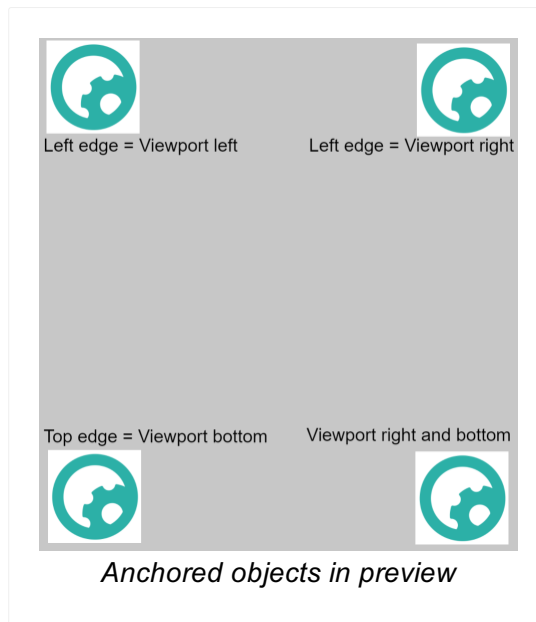 Left edge = Viewport left
Left edge = Viewport right
Top edge = Viewport bottom
Viewport right and bottom
Anchored objects in preview